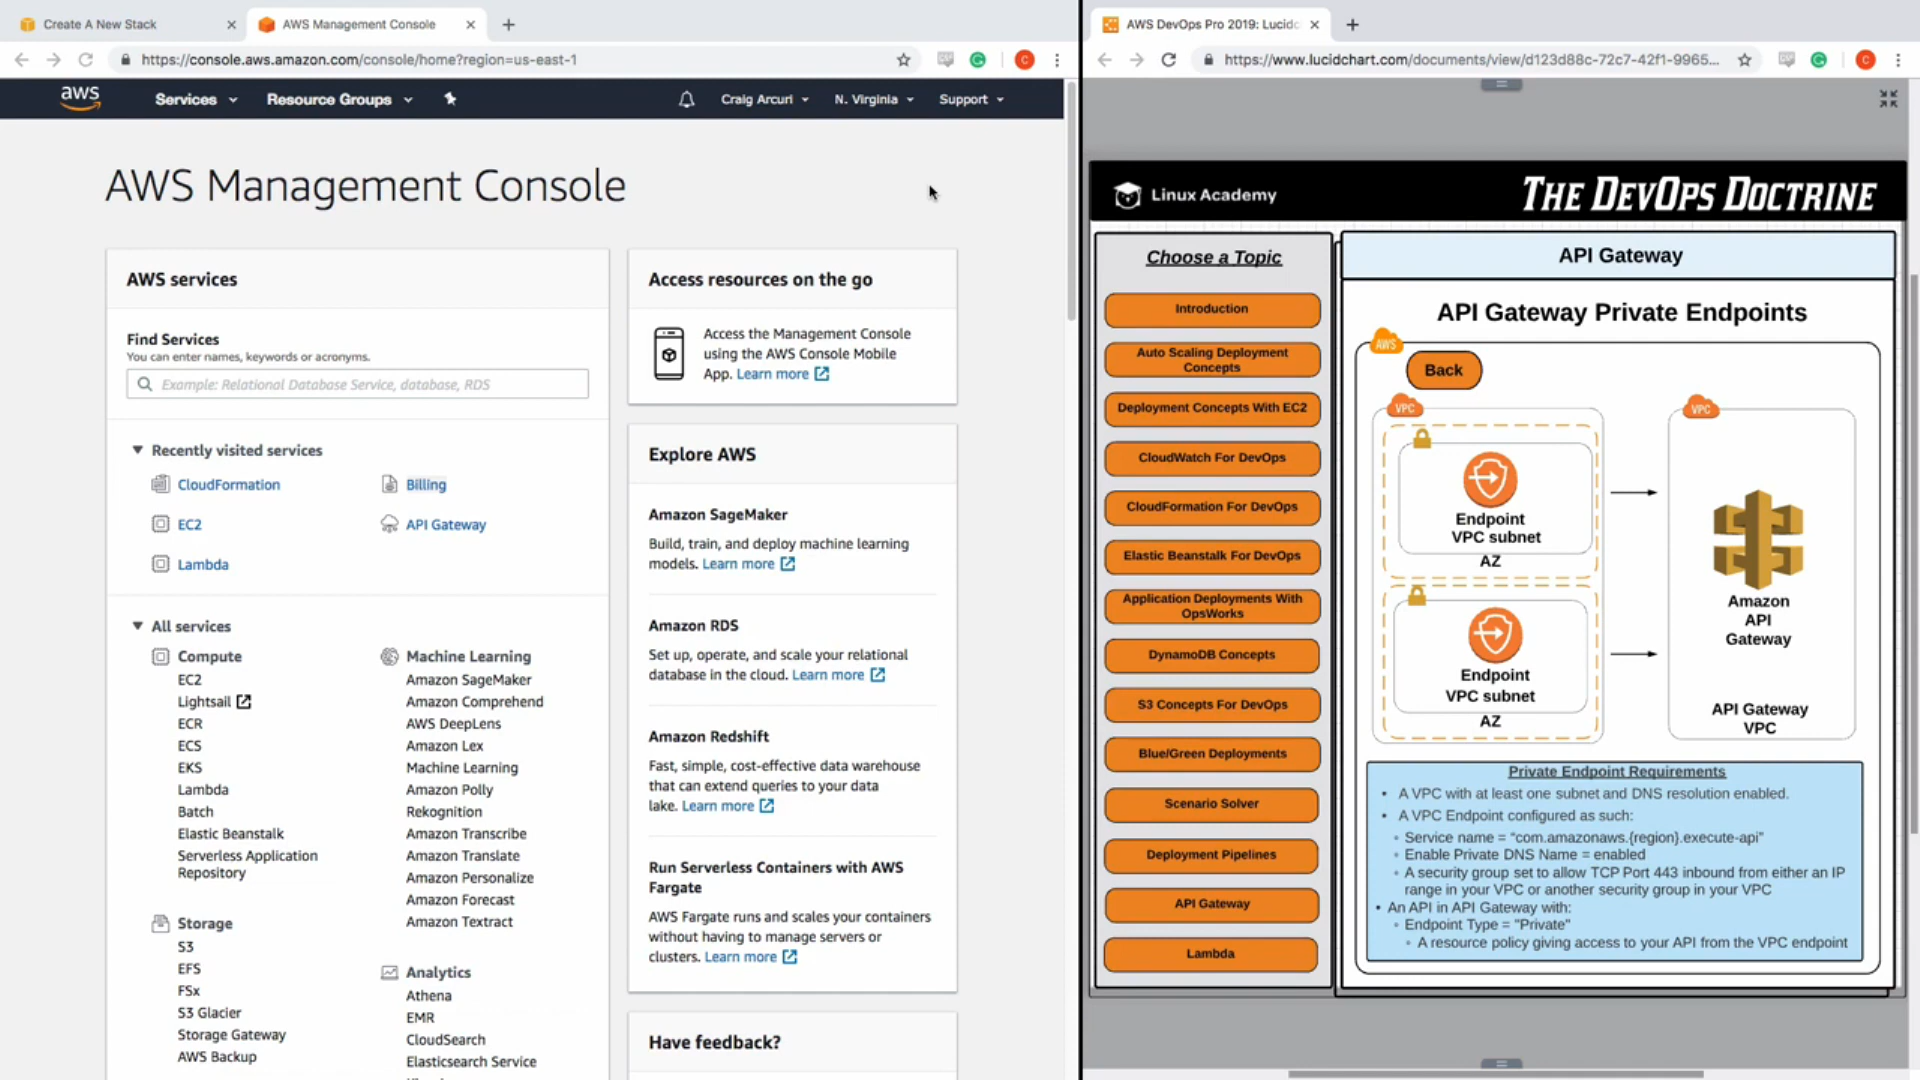 Create A New Stack
AWS Management Console
https://console.aws.amazon.com/console/home?region=us-east-1
C
aws
Services
Resource Groups
Craig Arcuri
N. Virginia
Support
AWS Management Console
AWS services
Find Services
You can enter names, keywords or acronyms.
Example: Relational Database Service, database, RDS
Recently visited services
CloudFormation
Billing
EC2
API Gateway
Lambda
All services
Compute
EC2
Lightsail
ECR
ECS
EKS
Lambda
Batch
Elastic Beanstalk
Serverless Application
Repository
Storage
S3
EFS
FSx
S3 Glacier
Storage Gateway
AWS Backup
Machine Learning
Amazon SageMaker
Amazon Comprehend
AWS DeepLens
Amazon Lex
Machine Learning
Amazon Polly
Rekognition
Amazon Transcribe
Amazon Translate
Amazon Personalize
Amazon Forecast
Amazon Textract
Analytics
Athena
EMR
CloudSearch
Elasticsearch Service
Access resources on the go
Access the Management Console
using the AWS Console Mobile
App. Learn more
Explore AWS
Amazon SageMaker
Build, train, and deploy machine learning
models. Learn more
Amazon RDS
Set up, operate, and scale your relational
database in the cloud. Learn more
Amazon Redshift
Fast, simple, cost-effective data warehouse
that can extend queries to your data
lake. Learn more
Run Serverless Containers with AWS
Fargate
AWS Fargate runs and scales your containers
without having to manage servers or
clusters. Learn more
Have feedback?
AWS DevOps Pro 2019: Lucidc
https://www.lucidchart.com/documents/view/d123d88c-72c7-42f1-9965...
C
Linux Academy
THE DEVOPS DOCTRINE
Choose a Topic
Introduction
Auto Scaling Deployment
Concepts
Deployment Concepts With EC2
CloudWatch For DevOps
CloudFormation For DevOps
Elastic Beanstalk For DevOps
Application Deployments With
OpsWorks
DynamoDB Concepts
S3 Concepts For DevOps
Blue/Green Deployments
Scenario Solver
Deployment Pipelines
API Gateway
Lambda
API Gateway
API Gateway Private Endpoints
AWS
Back
VPC
Endpoint
VPC subnet
AZ
Endpoint
VPC subnet
AZ
VPC
Amazon
API
Gateway
API Gateway
VPC
Private Endpoint Requirements
• A VPC with at least one subnet and DNS resolution enabled.
• A VPC Endpoint configured as such:
◦ Service name = "com.amazonaws.{region}.execute-api"
◦ Enable Private DNS Name = enabled
◦ A security group set to allow TCP Port 443 inbound from either an IP
range in your VPC or another security group in your VPC
• An API in API Gateway with:
◦ Endpoint Type = "Private"
◦ A resource policy giving access to your API from the VPC endpoint